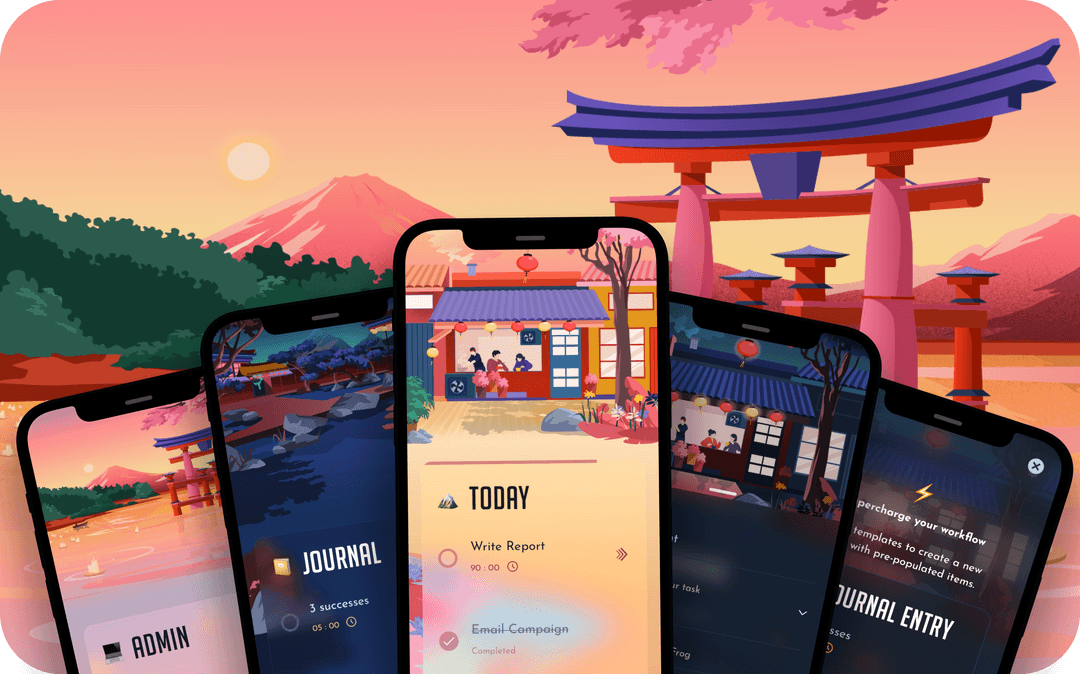 ADMIN
JOURNAL
3 successes
05 : 00
TODAY
Write Report
90 : 00
Email Campaign
Completed
task
Frog
percharge your workflow
templates to create a new
with pre-populated items.
OURNAL ENTRY
sses